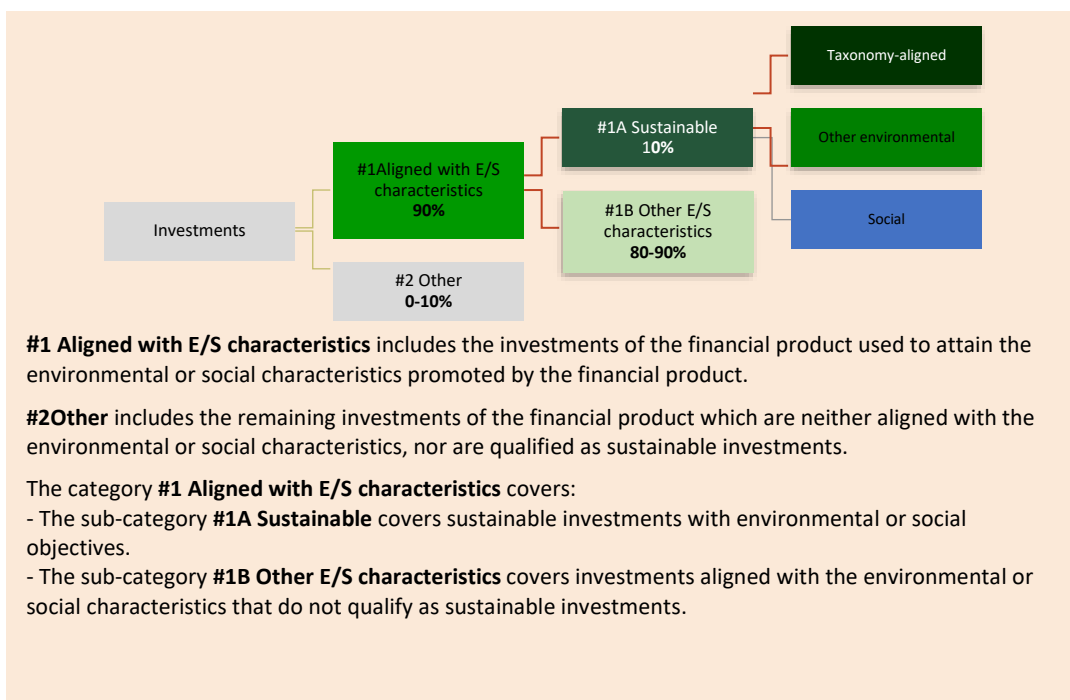 Taxonomy-aligned
#1A Sustainable
10%
Other environmental
#1Aligned with E/S
characteristics
90%
#1B Other E/S
characteristics
80-90%
Social
Investments
#2 Other
0-10%
#1 Aligned with E/S characteristics includes the investments of the financial product used to attain the
environmental or social characteristics promoted by the financial product.
#2Other includes the remaining investments of the financial product which are neither aligned with the
environmental or social characteristics, nor are qualified as sustainable investments.
The category #1 Aligned with E/S characteristics covers:
- The sub-category #1A Sustainable covers sustainable investments with environmental or social
objectives.
- The sub-category #1B Other E/S characteristics covers investments aligned with the environmental or
social characteristics that do not qualify as sustainable investments.